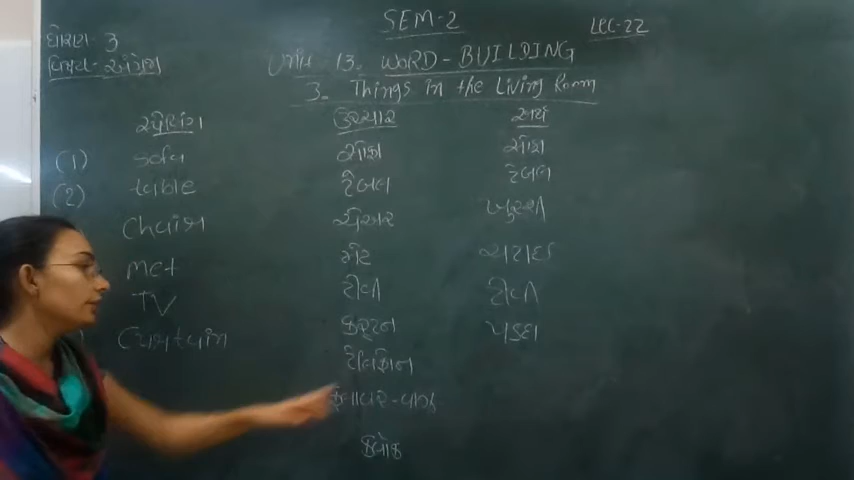 SEM-2
LEC-22
ધોરણ- 3
વિષય- અંગ્રેજી
પાઠ 13. WORD-BUILDING
3. Things in the Living Room
સ્પેલિંગ ઉચ્ચાર અર્થ
(1) sofa સોફા સોફા
(2) table ટેબલ ટેબલ
chair ચેઅર ખુરશી
mat મેટ ચટાઈ
TV ટીવી ટીવી
curtain કર્ટન પડદા
ટેલિફોન
ફ્લાવર-વાઝ
ક્લોક